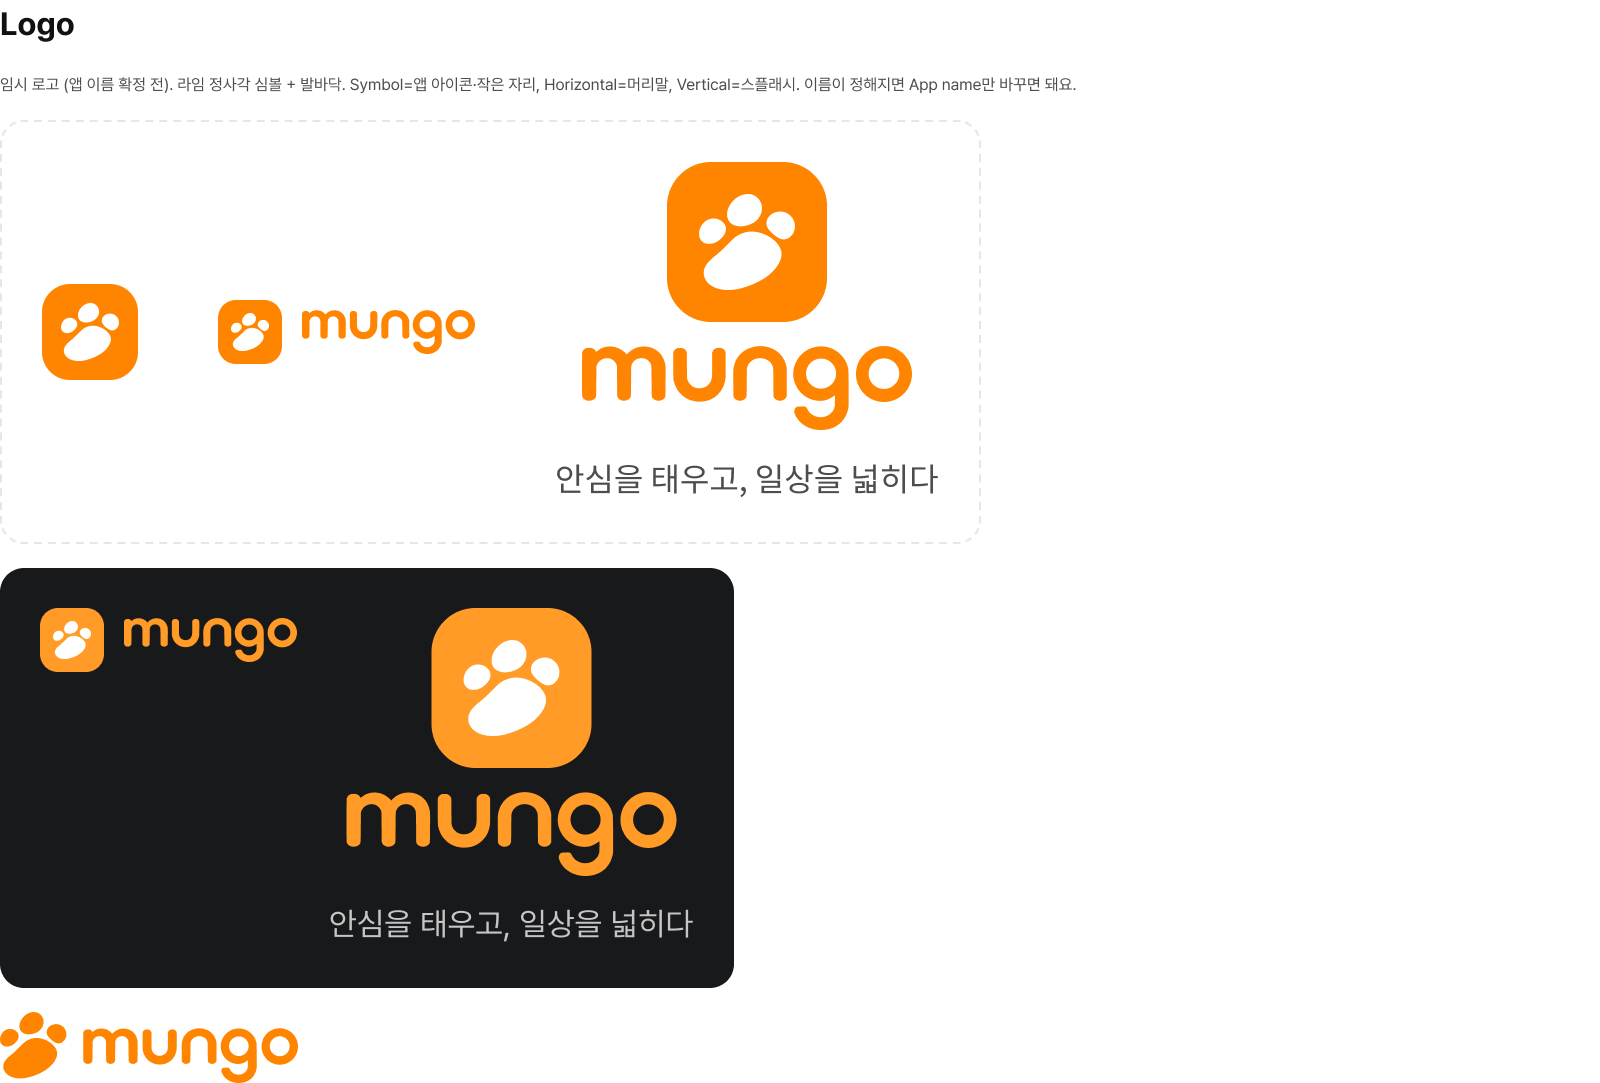 Logo
임시 로고 (앱 이름 확정 전). 라임 정사각 심볼 + 발바닥. Symbol=앱 아이콘·작은 자리, Horizontal=머리말, Vertical=스플래시. 이름이 정해지면 App name만 바꾸면 돼요.
mungo
mungo
안심을 태우고, 일상을 넓히다
mungo
mungo
안심을 태우고, 일상을 넓히다
mungo